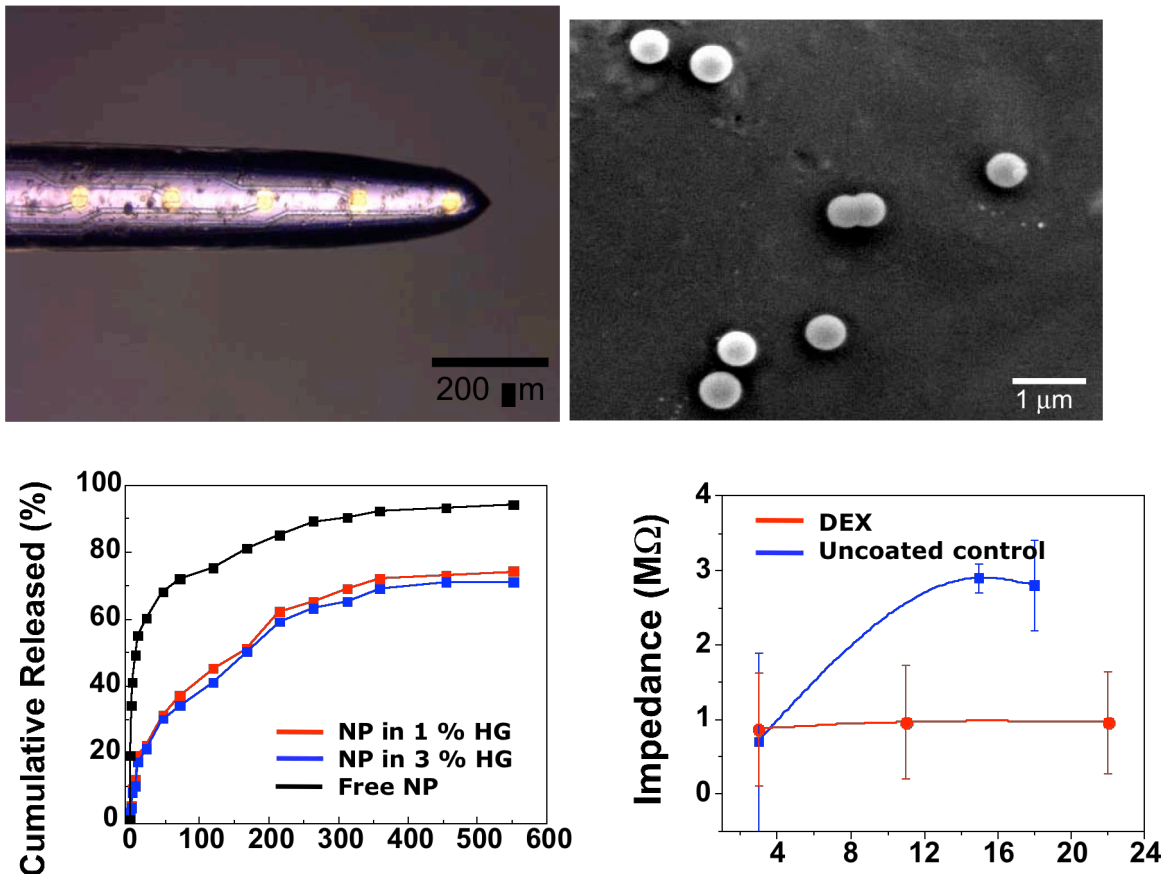 200 ▮m
1 μm
Cumulative Released (%)
100
80
60
40
20
0
NP in 1 % HG
NP in 3 % HG
Free NP
0 100 200 300 400 500 600
Impedance (MΩ)
4
3
2
1
0
DEX
Uncoated control
4 8 12 16 20 24